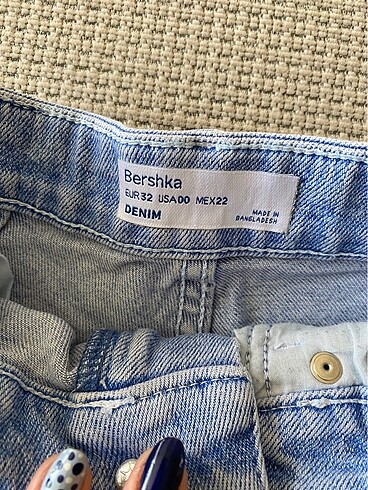 Bershka
EUR32 USA00 MEX22
DENIM
MADE IN
BANGLADESH